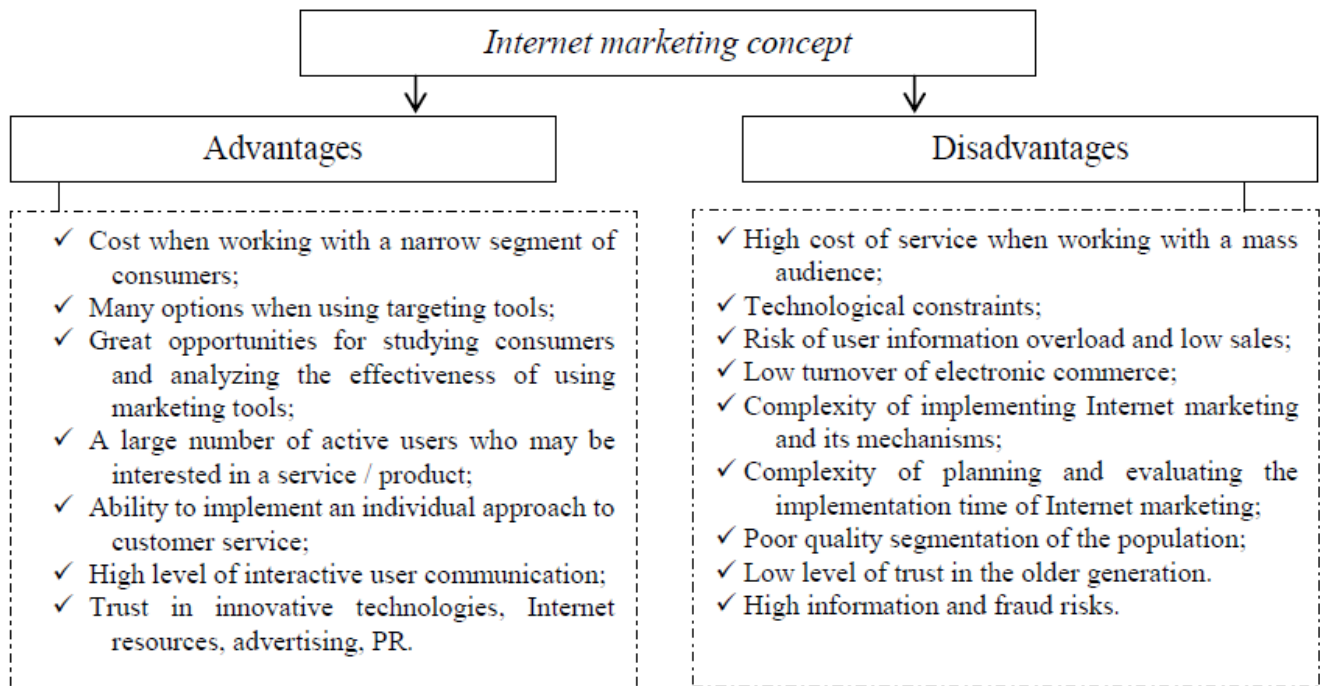 Internet marketing concept
Advantages
Disadvantages
✓ Cost when working with a narrow segment of
consumers;
✓ Many options when using targeting tools;
✓ Great opportunities for studying consumers
and analyzing the effectiveness of using
marketing tools;
✓ A large number of active users who may be
interested in a service / product;
✓ Ability to implement an individual approach to
customer service;
✓ High level of interactive user communication;
✓ Trust in innovative technologies, Internet
resources, advertising, PR.
✓ High cost of service when working with a mass
audience;
✓ Technological constraints;
✓ Risk of user information overload and low sales;
✓ Low turnover of electronic commerce;
✓ Complexity of implementing Internet marketing
and its mechanisms;
✓ Complexity of planning and evaluating the
implementation time of Internet marketing;
✓ Poor quality segmentation of the population;
✓ Low level of trust in the older generation.
✓ High information and fraud risks.